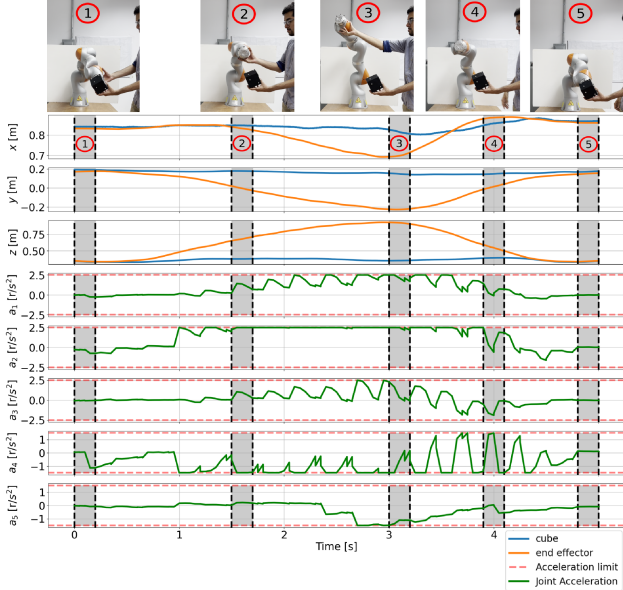 1 2 3 4 5
0.8
0.7
x [m]
1 2 3 4 5
0.2
0.0
−0.2
y [m]
0.50
0.25
z [m]
2.5
0.0
−2.5
a₁ [r/s²]
2.5
0.0
−2.5
a₂ [r/s²]
2.5
0.0
−2.5
a₃ [r/s²]
1
0
−1
a₄ [r/s²]
1
0
−1
a₅ [r/s²]
0 1 2 3 4
Time [s]
cube
end effector
Acceleration limit
Joint Acceleration